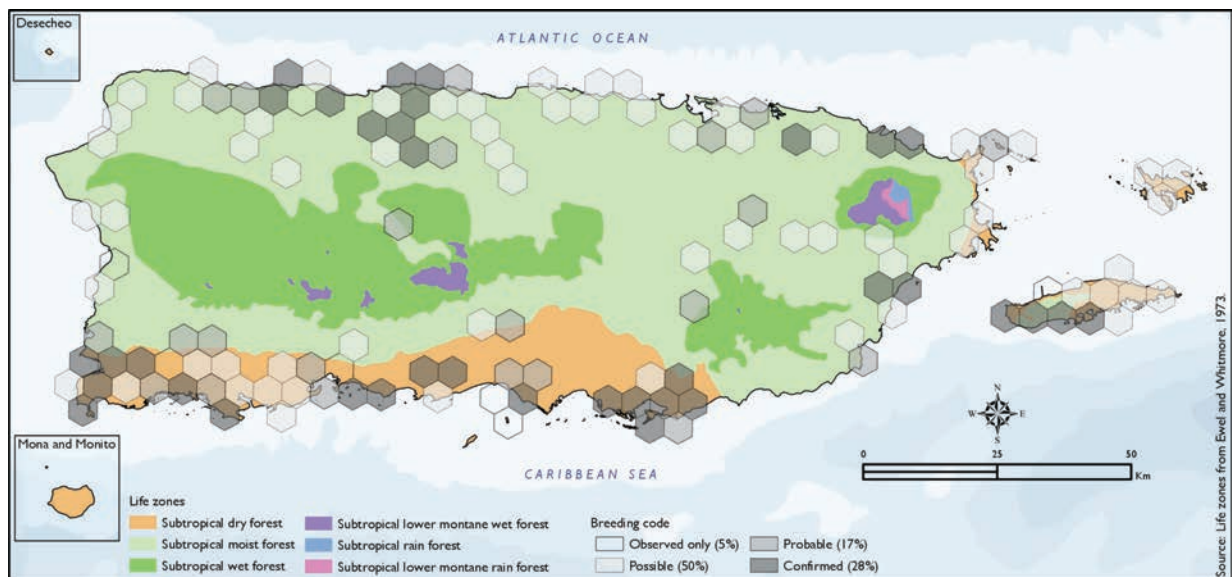 Desecheo
ATLANTIC OCEAN
N
W
E
S
0
25
50
Km
Mona and Monito
CARIBBEAN SEA
Life zones
Subtropical dry forest
Subtropical moist forest
Subtropical wet forest
Subtropical lower montane wet forest
Subtropical rain forest
Subtropical lower montane rain forest
Breeding code
Observed only (5%)
Possible (50%)
Probable (17%)
Confirmed (28%)
Source: Life zones from Ewel and Whitmore, 1973.